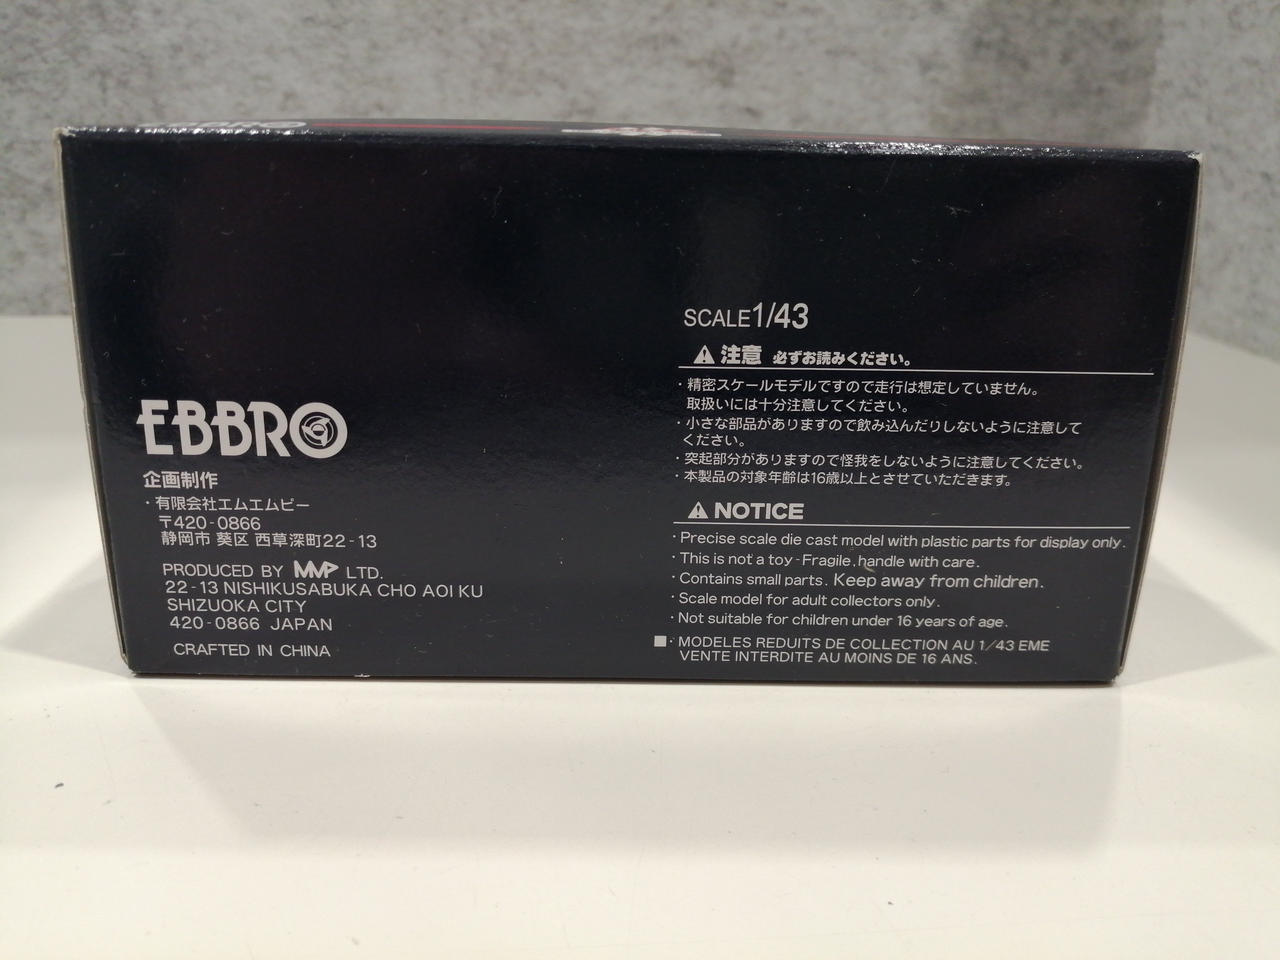 EBBRO
EBBRO
企画制作
・有限会社エムエムピー
〒420-0866
静岡市 葵区 西草深町22-13
PRODUCED BY MMP LTD.
22-13 NISHIKUSABUKA CHO AOI KU
SHIZUOKA CITY
420-0866 JAPAN
CRAFTED IN CHINA
SCALE1/43
注意 必ずお読みください。
・精密スケールモデルですので走行は想定していません。
取扱いには十分注意してください。
・小さな部品がありますので飲み込んだりしないように注意して
ください。
・突起部分がありますので怪我をしないように注意してください。
・本製品の対象年齢は16歳以上とさせていただきます。
NOTICE
・Precise scale die cast model with plastic parts for display only.
・This is not a toy - Fragile, handle with care.
・Contains small parts. Keep away from children.
・Scale model for adult collectors only.
・Not suitable for children under 16 years of age.
■・MODELES REDUITS DE COLLECTION AU 1/43 EME
VENTE INTERDITE AU MOINS DE 16 ANS.